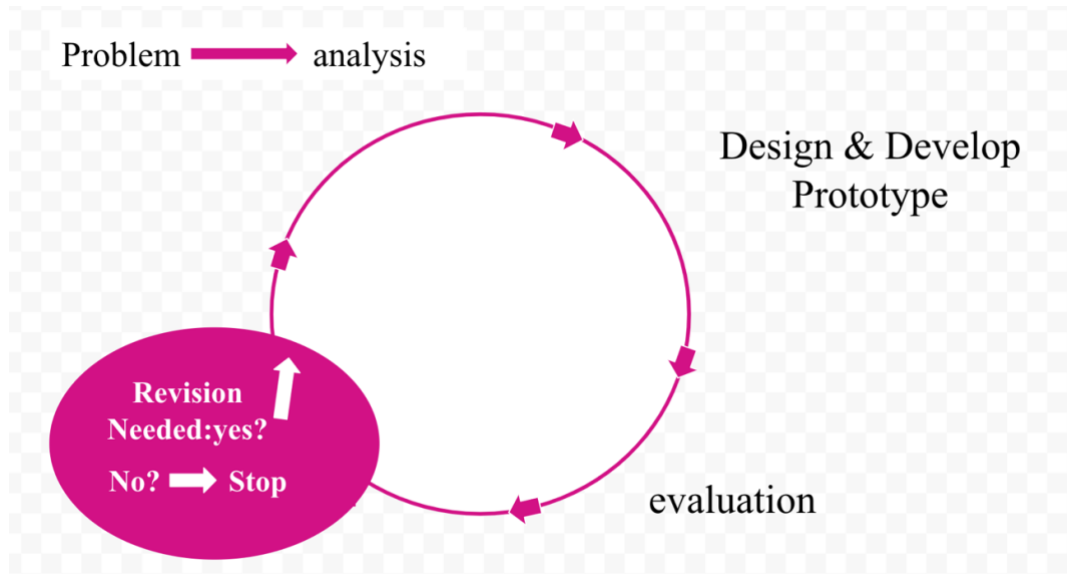 Problem analysis
Design & Develop
Prototype
evaluation
Revision
Needed:yes?
No? Stop